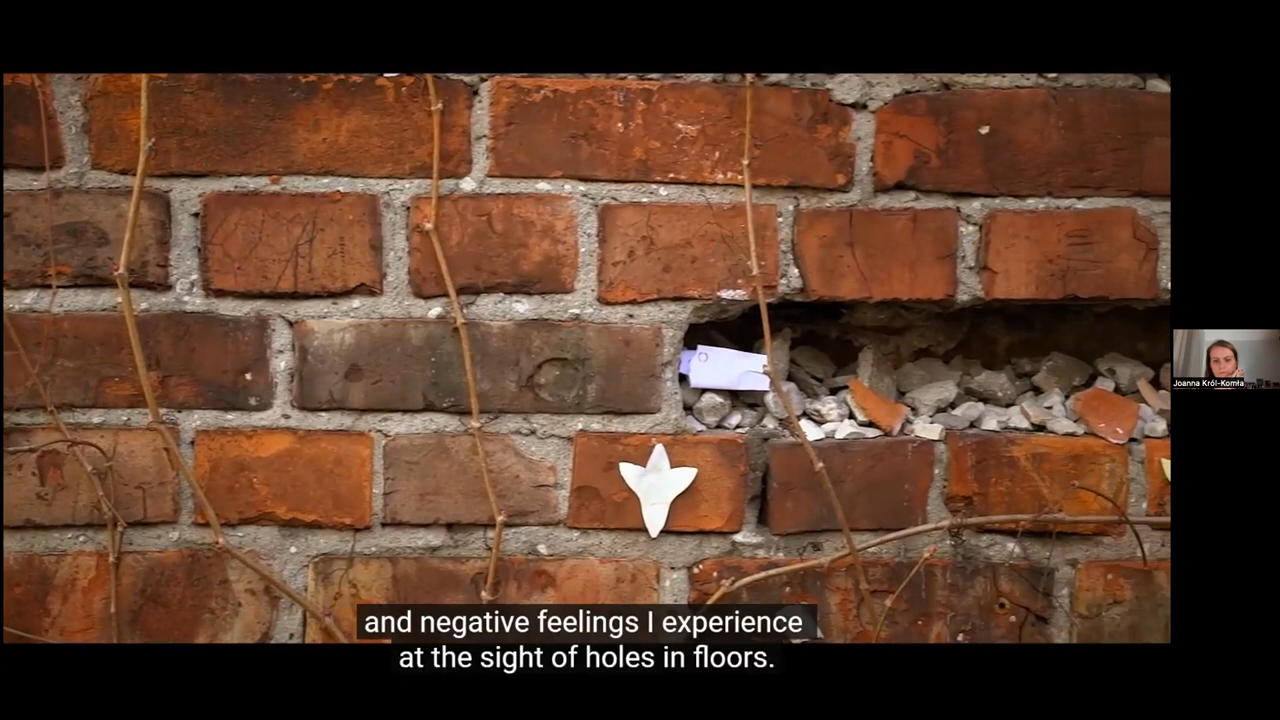 and negative feelings I experience
at the sight of holes in floors.
Joanna Król-Komła